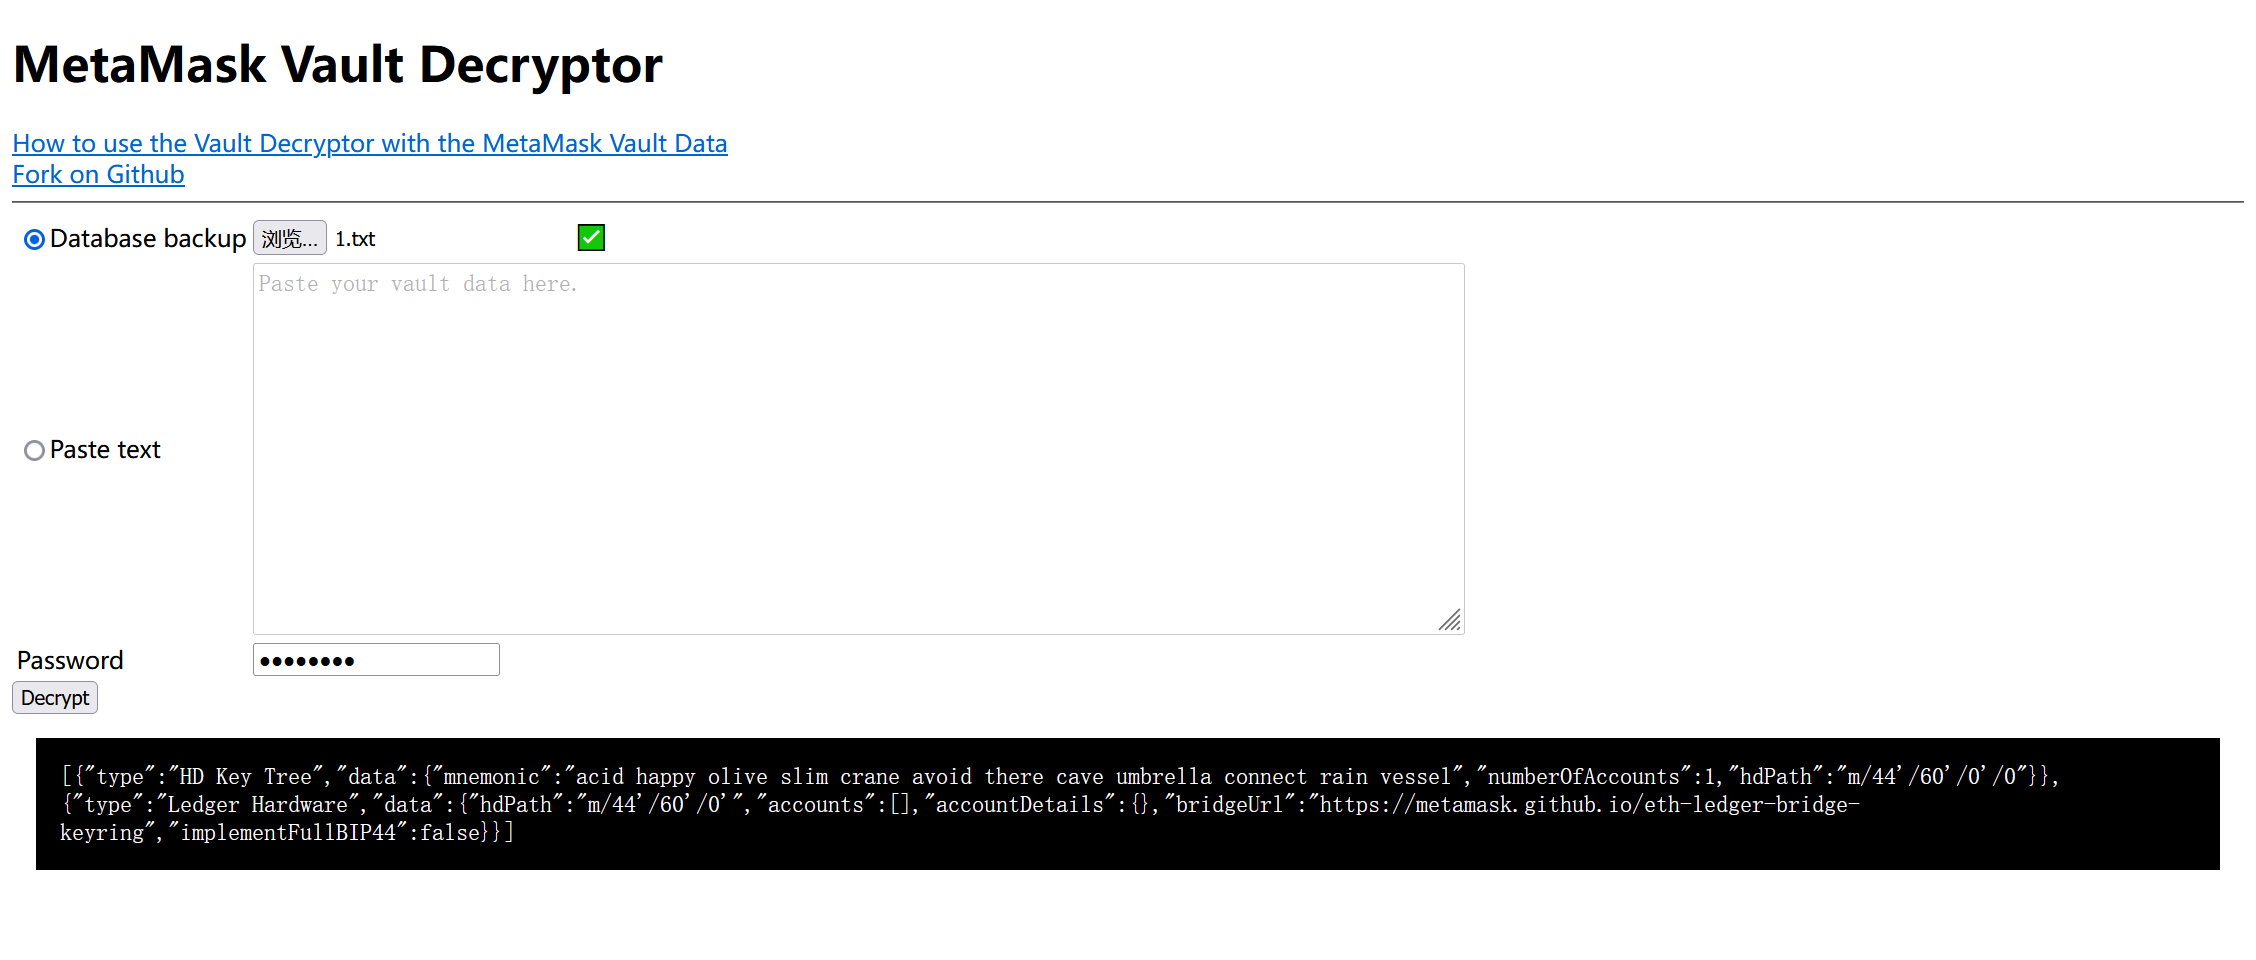 MetaMask Vault Decryptor
How to use the Vault Decryptor with the MetaMask Vault Data
Fork on Github
Database backup 浏览... 1.txt
Paste your vault data here.
Paste text
Password ••••••••
Decrypt
[{"type":"HD Key Tree","data":{"mnemonic":"acid happy olive slim crane avoid there cave umbrella connect rain vessel","numberOfAccounts":1,"hdPath":"m/44'/60'/0'/0"}},
{"type":"Ledger Hardware","data":{"hdPath":"m/44'/60'/0'","accounts":[],"accountDetails":{},"bridgeUrl":"https://metamask.github.io/eth-ledger-bridge-
keyring","implementFullBIP44":false}}]